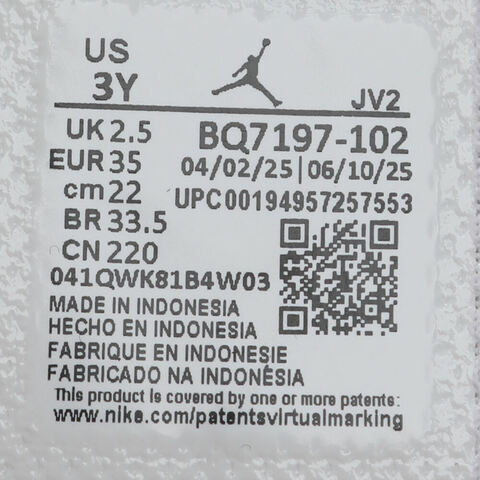 US
3Y
JV2
UK 2.5
EUR 35
cm 22
BR 33.5
CN 220
BQ7197-102
04/02/25 | 06/10/25
UPC00194957257553
041QWK81B4W03
MADE IN INDONESIA
HECHO EN INDONESIA
FABRIQUE EN INDONESIE
FABRICADO NA INDONÉSIA
This product is covered by one or more patents:
www.nike.com/patentsvirtualmarking